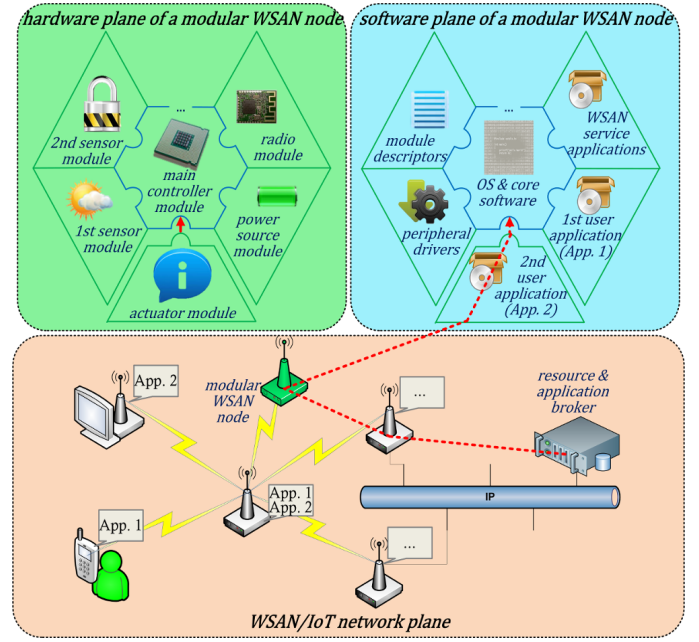 hardware plane of a modular WSAN node
...
2nd sensor
module
radio
module
main
controller
module
1st sensor
module
power
source
module
actuator module
software plane of a modular WSAN node
...
module
descriptors
WSAN
service
applications
OS & core
software
peripheral
drivers
1st user
application
(App. 1)
2nd
user
application
(App. 2)
App. 2
modular
WSAN
node
...
resource &
application
broker
App. 1
App. 2
IP
App. 1
...
WSAN/IoT network plane